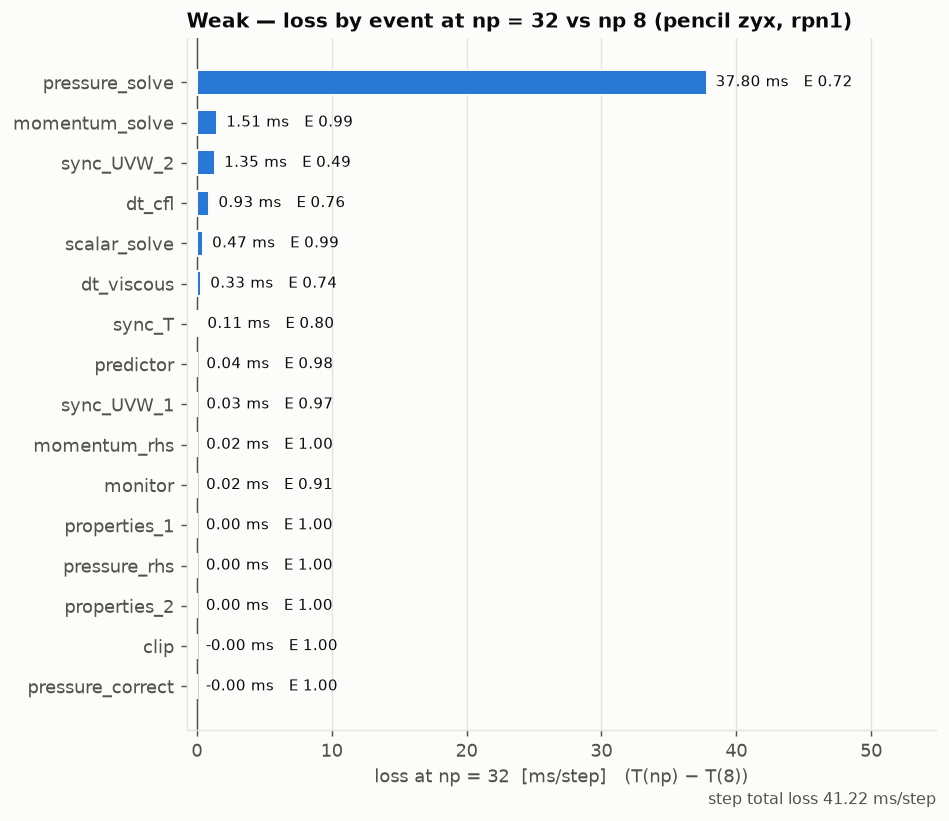 Weak — loss by event at np = 32 vs np 8 (pencil zyx, rpn1)
pressure_solve 37.80 ms E 0.72
momentum_solve 1.51 ms E 0.99
sync_UVW_2 1.35 ms E 0.49
dt_cfl 0.93 ms E 0.76
scalar_solve 0.47 ms E 0.99
dt_viscous 0.33 ms E 0.74
sync_T 0.11 ms E 0.80
predictor 0.04 ms E 0.98
sync_UVW_1 0.03 ms E 0.97
momentum_rhs 0.02 ms E 1.00
monitor 0.02 ms E 0.91
properties_1 0.00 ms E 1.00
pressure_rhs 0.00 ms E 1.00
properties_2 0.00 ms E 1.00
clip -0.00 ms E 1.00
pressure_correct -0.00 ms E 1.00
0 10 20 30 40 50
loss at np = 32 [ms/step] (T(np) − T(8))
step total loss 41.22 ms/step